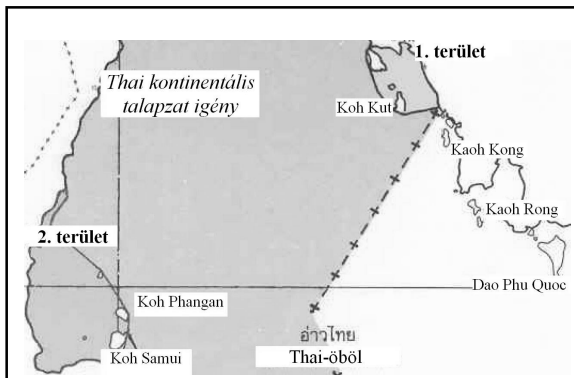 1. terület
Thai kontinentális
talapzat igény
Koh Kut
Kaoh Kong
Kaoh Rong
2. terület
Dao Phu Quoc
Koh Phangan
อ่าวไทย
Koh Samui
Thai-öböl